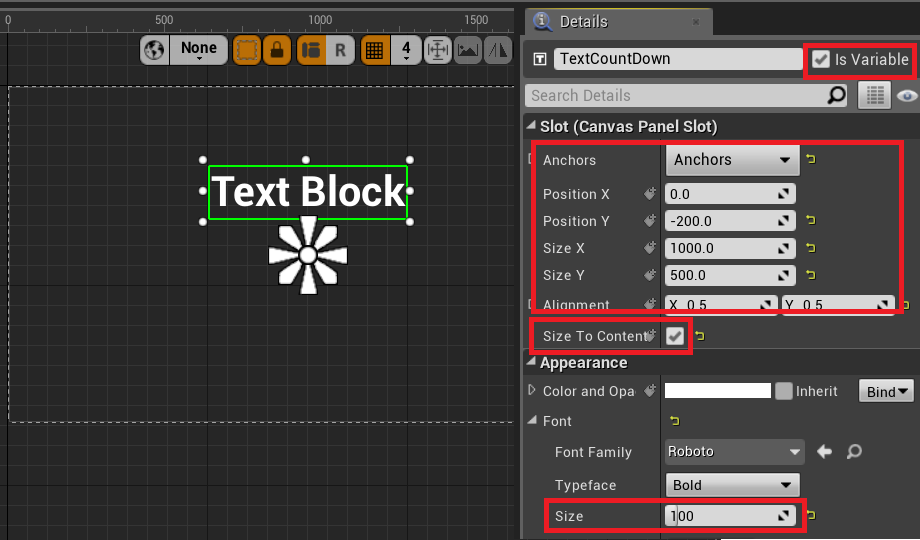 0 500 1000 1500
None R 4
Text Block
Details
TextCountDown Is Variable
Search Details
Slot (Canvas Panel Slot)
Anchors Anchors
Position X 0.0
Position Y -200.0
Size X 1000.0
Size Y 500.0
Alignment X 0.5 Y 0.5
Size To Content
Appearance
Color and Opa Inherit Bind
Font
Font Family Roboto
Typeface Bold
Size 100